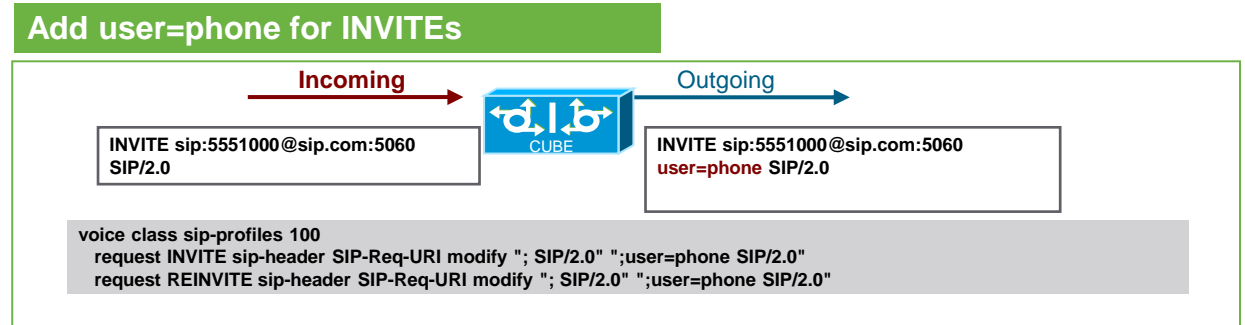 Add user=phone for INVITEs
Incoming
Outgoing
CUBE
INVITE sip:5551000@sip.com:5060
SIP/2.0
INVITE sip:5551000@sip.com:5060
user=phone SIP/2.0
voice class sip-profiles 100
request INVITE sip-header SIP-Req-URI modify "; SIP/2.0" ";user=phone SIP/2.0"
request REINVITE sip-header SIP-Req-URI modify "; SIP/2.0" ";user=phone SIP/2.0"